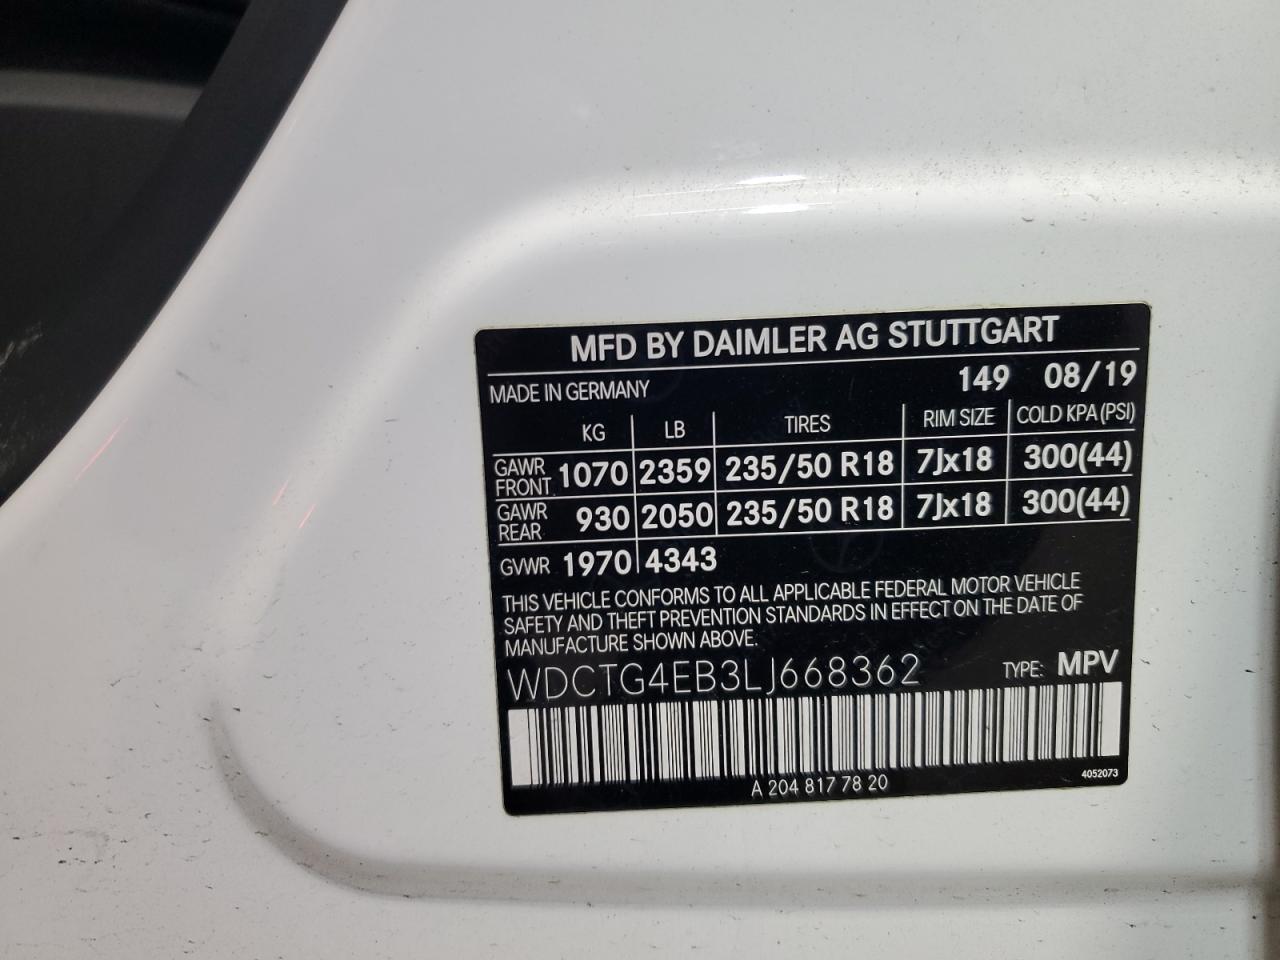 MFD BY DAIMLER AG STUTTGART
MADE IN GERMANY 149 08/19
KG LB TIRES RIM SIZE COLD KPA (PSI)
GAWR FRONT 1070 2359 235/50 R18 7Jx18 300(44)
GAWR REAR 930 2050 235/50 R18 7Jx18 300(44)
GVWR 1970 4343
THIS VEHICLE CONFORMS TO ALL APPLICABLE FEDERAL MOTOR VEHICLE
SAFETY AND THEFT PREVENTION STANDARDS IN EFFECT ON THE DATE OF
MANUFACTURE SHOWN ABOVE.
WDCTG4EB3LJ668362 TYPE: MPV
A 204 817 78 20 4052073